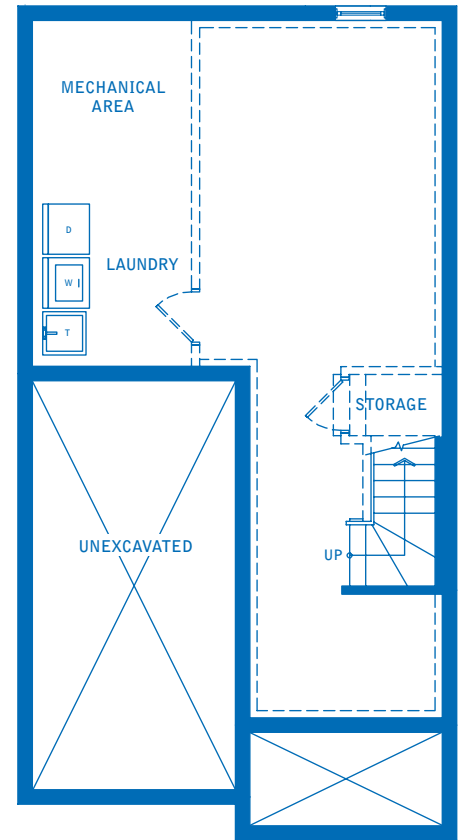 MECHANICAL
AREA
D
LAUNDRY
W
T
STORAGE
UNEXCAVATED
UP